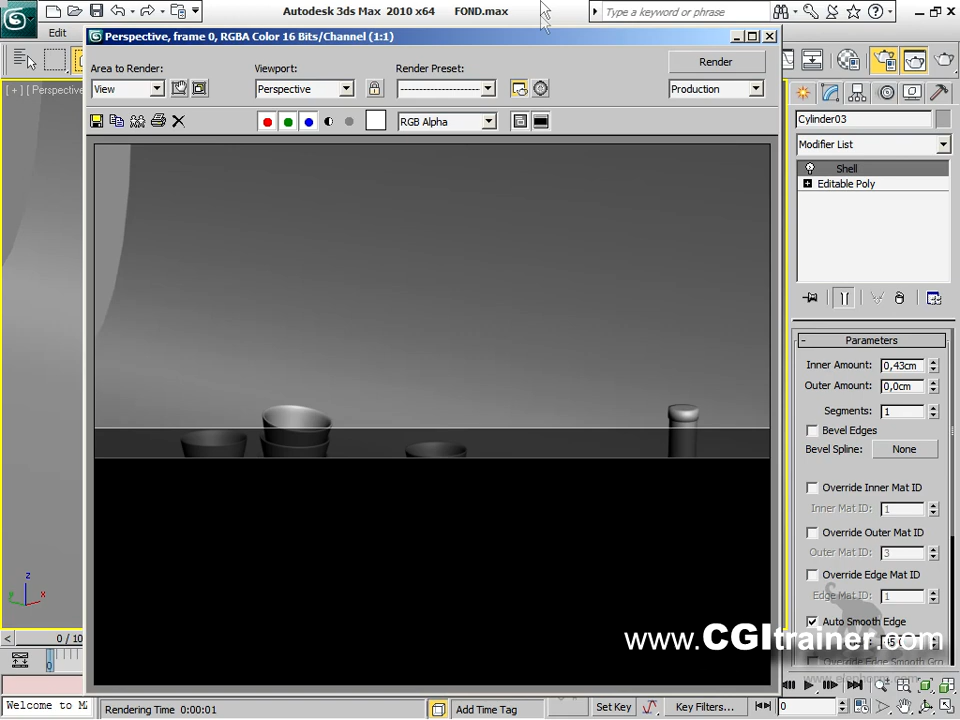 Autodesk 3ds Max 2010 x64 FOND.max
Type a keyword or phrase
Edit
Perspective, frame 0, RGBA Color 16 Bits/Channel (1:1)
[ + ] [ Perspective
Area to Render:
Viewport:
Render Preset:
Render
View
Perspective
Production
RGB Alpha
Cylinder03
Modifier List
Shell
Editable Poly
Parameters
Inner Amount: 0,43cm
Outer Amount: 0,0cm
Segments: 1
Bevel Edges
Bevel Spline: None
Override Inner Mat ID
Inner Mat ID: 1
Override Outer Mat ID
Outer Mat ID: 3
Override Edge Mat ID
Edge Mat ID: 1
Auto Smooth Edge
Override Edge Smooth Grp
z
y
x
www.CGItrainer.com
0 / 10
0
Welcome to M
Rendering Time 0:00:01
Add Time Tag
Set Key
Key Filters...
0